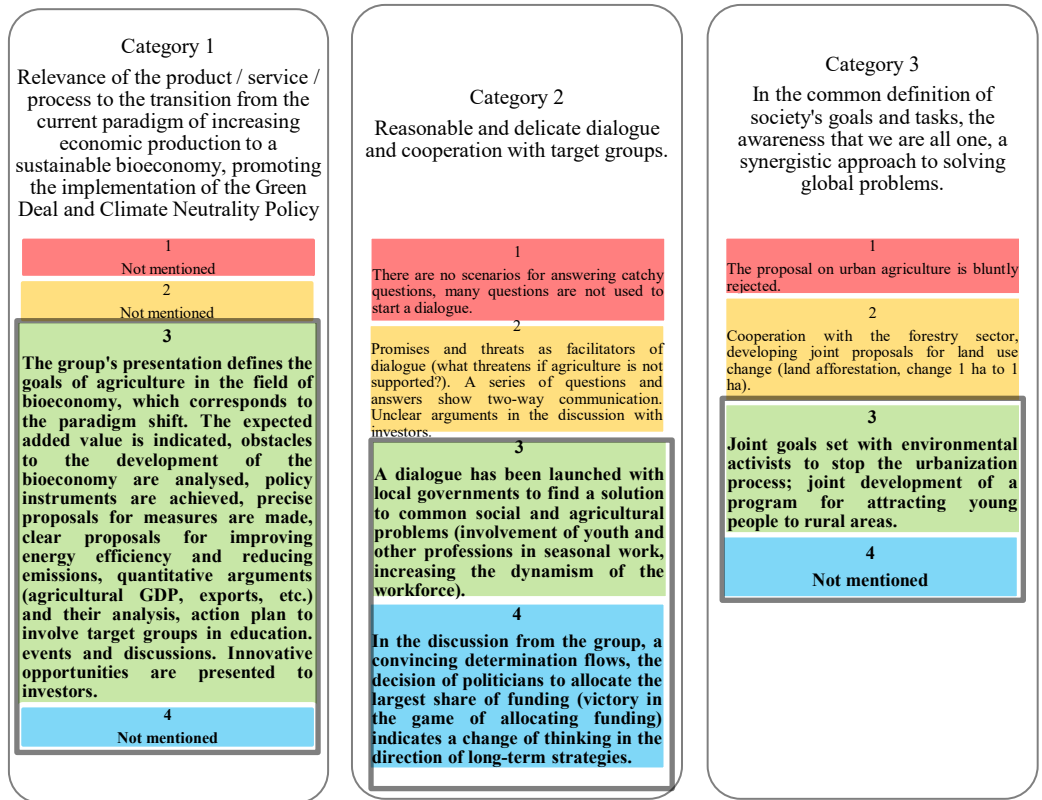 Category 1
Relevance of the product / service /
process to the transition from the
current paradigm of increasing
economic production to a
sustainable bioeconomy, promoting
the implementation of the Green
Deal and Climate Neutrality Policy
1
Not mentioned
2
Not mentioned
3
The group's presentation defines the
goals of agriculture in the field of
bioeconomy, which corresponds to
the paradigm shift. The expected
added value is indicated, obstacles
to the development of the
bioeconomy are analysed, policy
instruments are achieved, precise
proposals for measures are made,
clear proposals for improving
energy efficiency and reducing
emissions, quantitative arguments
(agricultural GDP, exports, etc.)
and their analysis, action plan to
involve target groups in education.
events and discussions. Innovative
opportunities are presented to
investors.
4
Not mentioned
Category 2
Reasonable and delicate dialogue
and cooperation with target groups.
1
There are no scenarios for answering catchy
questions, many questions are not used to
start a dialogue.
2
Promises and threats as facilitators of
dialogue (what threatens if agriculture is not
supported?). A series of questions and
answers show two-way communication.
Unclear arguments in the discussion with
investors.
3
A dialogue has been launched with
local governments to find a solution
to common social and agricultural
problems (involvement of youth and
other professions in seasonal work,
increasing the dynamism of the
workforce).
4
In the discussion from the group, a
convincing determination flows, the
decision of politicians to allocate the
largest share of funding (victory in
the game of allocating funding)
indicates a change of thinking in the
direction of long-term strategies.
Category 3
In the common definition of
society's goals and tasks, the
awareness that we are all one, a
synergistic approach to solving
global problems.
1
The proposal on urban agriculture is bluntly
rejected.
2
Cooperation with the forestry sector,
developing joint proposals for land use
change (land afforestation, change 1 ha to 1
ha).
3
Joint goals set with environmental
activists to stop the urbanization
process; joint development of a
program for attracting young
people to rural areas.
4
Not mentioned